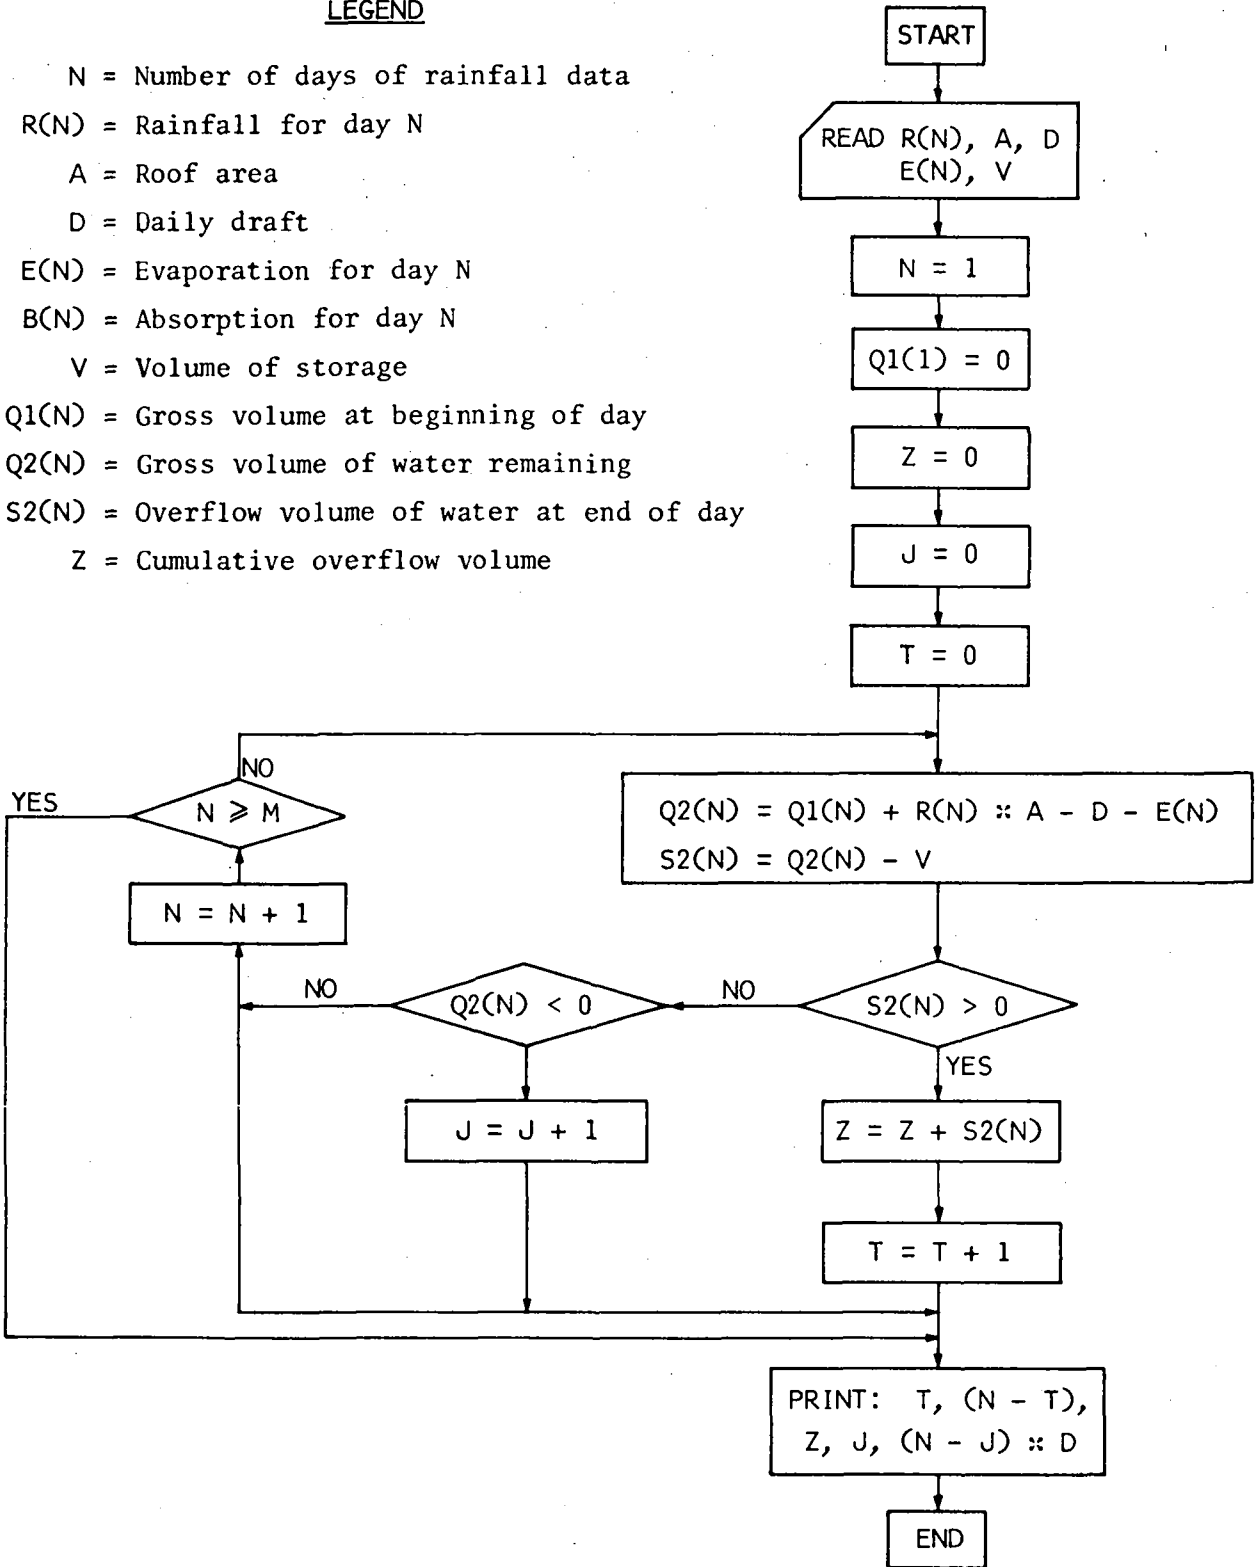 LEGEND
N = Number of days of rainfall data
R(N) = Rainfall for day N
A = Roof area
D = Daily draft
E(N) = Evaporation for day N
B(N) = Absorption for day N
V = Volume of storage
Q1(N) = Gross volume at beginning of day
Q2(N) = Gross volume of water remaining
S2(N) = Overflow volume of water at end of day
Z = Cumulative overflow volume
START
READ R(N), A, D
E(N), V
N = 1
Q1(1) = 0
Z = 0
J = 0
T = 0
Q2(N) = Q1(N) + R(N) × A - D - E(N)
S2(N) = Q2(N) - V
S2(N) > 0
NO
YES
Q2(N) < 0
NO
J = J + 1
N = N + 1
N ⩾ M
NO
YES
Z = Z + S2(N)
T = T + 1
PRINT: T, (N - T),
Z, J, (N - J) × D
END